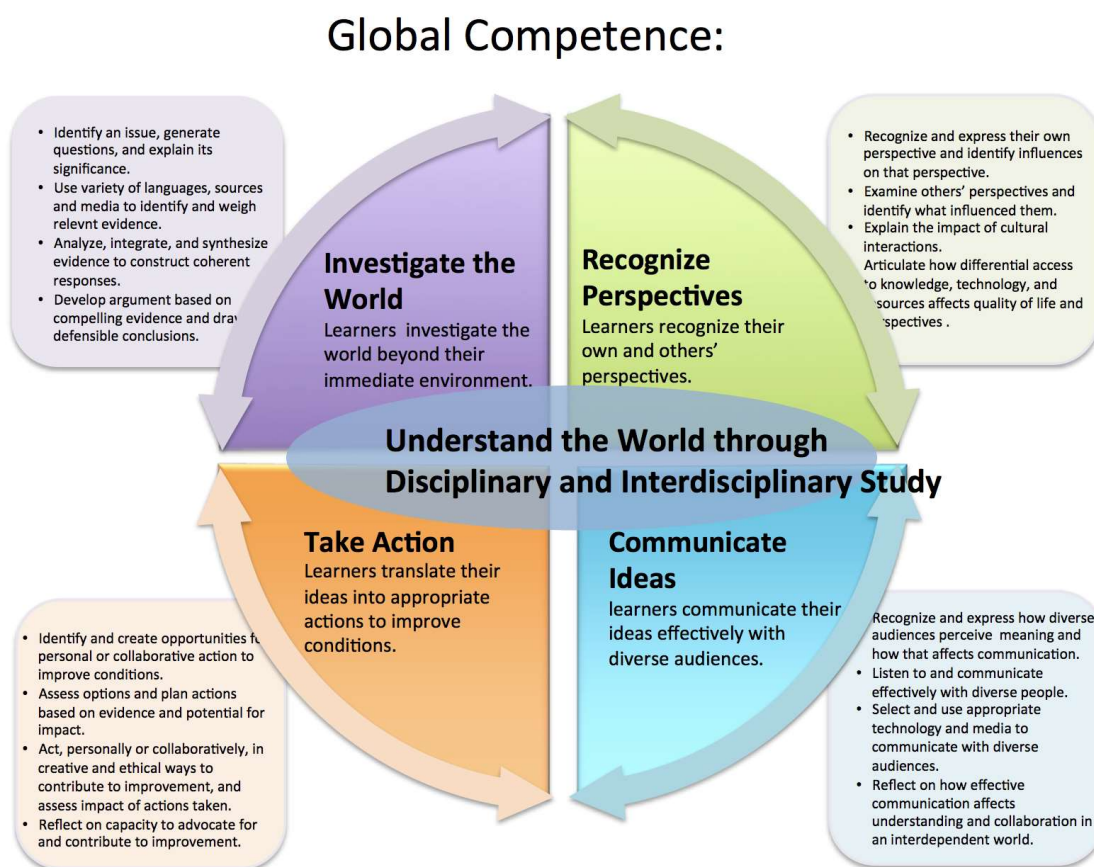 Global Competence:
• Identify an issue, generate
questions, and explain its
significance.
• Use variety of languages, sources
and media to identify and weigh
relevnt evidence.
• Analyze, integrate, and synthesize
evidence to construct coherent
responses.
• Develop argument based on
compelling evidence and draw
defensible conclusions.
Investigate the
World
Learners investigate the
world beyond their
immediate environment.
Recognize
Perspectives
Learners recognize their
own and others’
perspectives.
• Recognize and express their own
perspective and identify influences
on that perspective.
• Examine others’ perspectives and
identify what influenced them.
• Explain the impact of cultural
interactions.
Articulate how differential access
to knowledge, technology, and
resources affects quality of life and
perspectives .
Understand the World through
Disciplinary and Interdisciplinary Study
Take Action
Learners translate their
ideas into appropriate
actions to improve
conditions.
Communicate
Ideas
learners communicate their
ideas effectively with
diverse audiences.
• Identify and create opportunities for
personal or collaborative action to
improve conditions.
• Assess options and plan actions
based on evidence and potential for
impact.
• Act, personally or collaboratively, in
creative and ethical ways to
contribute to improvement, and
assess impact of actions taken.
• Reflect on capacity to advocate for
and contribute to improvement.
Recognize and express how diverse
audiences perceive meaning and
how that affects communication.
• Listen to and communicate
effectively with diverse people.
• Select and use appropriate
technology and media to
communicate with diverse
audiences.
• Reflect on how effective
communication affects
understanding and collaboration in
an interdependent world.